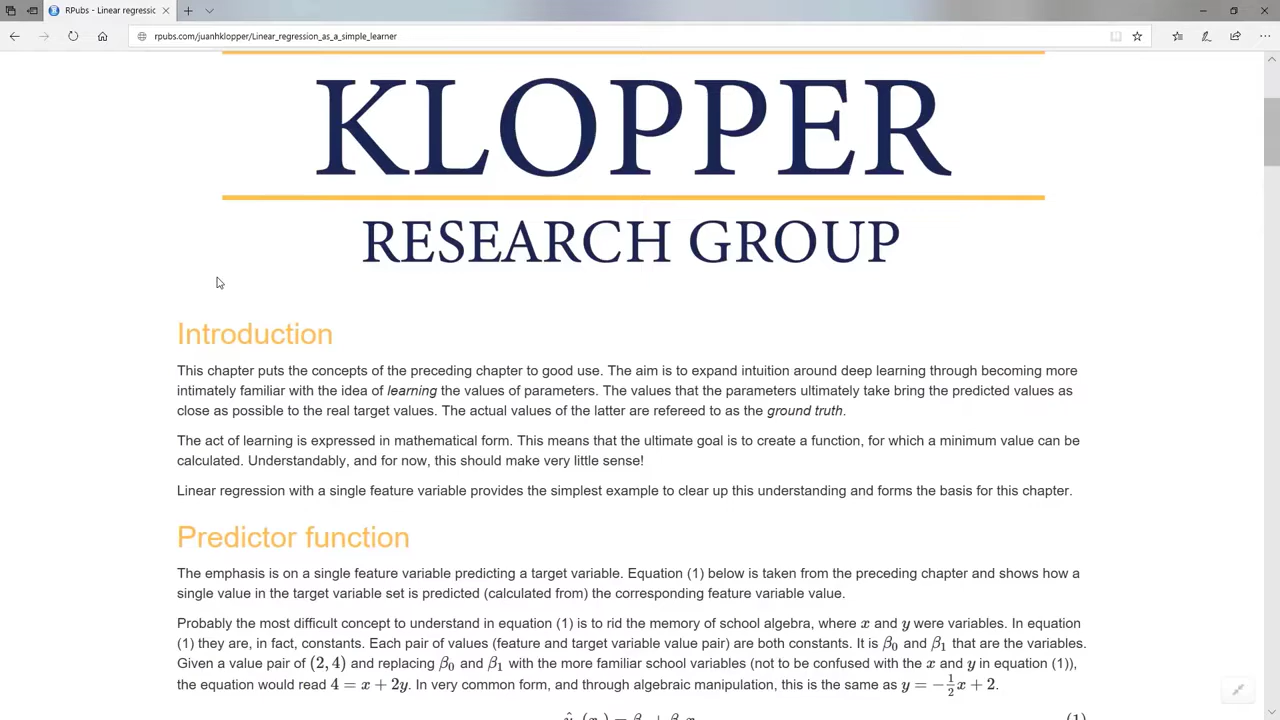 RPubs - Linear regressic
rpubs.com/juanhklopper/Linear_regression_as_a_simple_learner
KLOPPER
RESEARCH GROUP
Introduction
This chapter puts the concepts of the preceding chapter to good use. The aim is to expand intuition around deep learning through becoming more
intimately familiar with the idea of learning the values of parameters. The values that the parameters ultimately take bring the predicted values as
close as possible to the real target values. The actual values of the latter are refereed to as the ground truth.
The act of learning is expressed in mathematical form. This means that the ultimate goal is to create a function, for which a minimum value can be
calculated. Understandably, and for now, this should make very little sense!
Linear regression with a single feature variable provides the simplest example to clear up this understanding and forms the basis for this chapter.
Predictor function
The emphasis is on a single feature variable predicting a target variable. Equation (1) below is taken from the preceding chapter and shows how a
single value in the target variable set is predicted (calculated from) the corresponding feature variable value.
Probably the most difficult concept to understand in equation (1) is to rid the memory of school algebra, where x and y were variables. In equation
(1) they are, in fact, constants. Each pair of values (feature and target variable value pair) are both constants. It is β₀ and β₁ that are the variables.
Given a value pair of (2, 4) and replacing β₀ and β₁ with the more familiar school variables (not to be confused with the x and y in equation (1)),
the equation would read 4 = x + 2y. In very common form, and through algebraic manipulation, this is the same as y = −½x + 2.